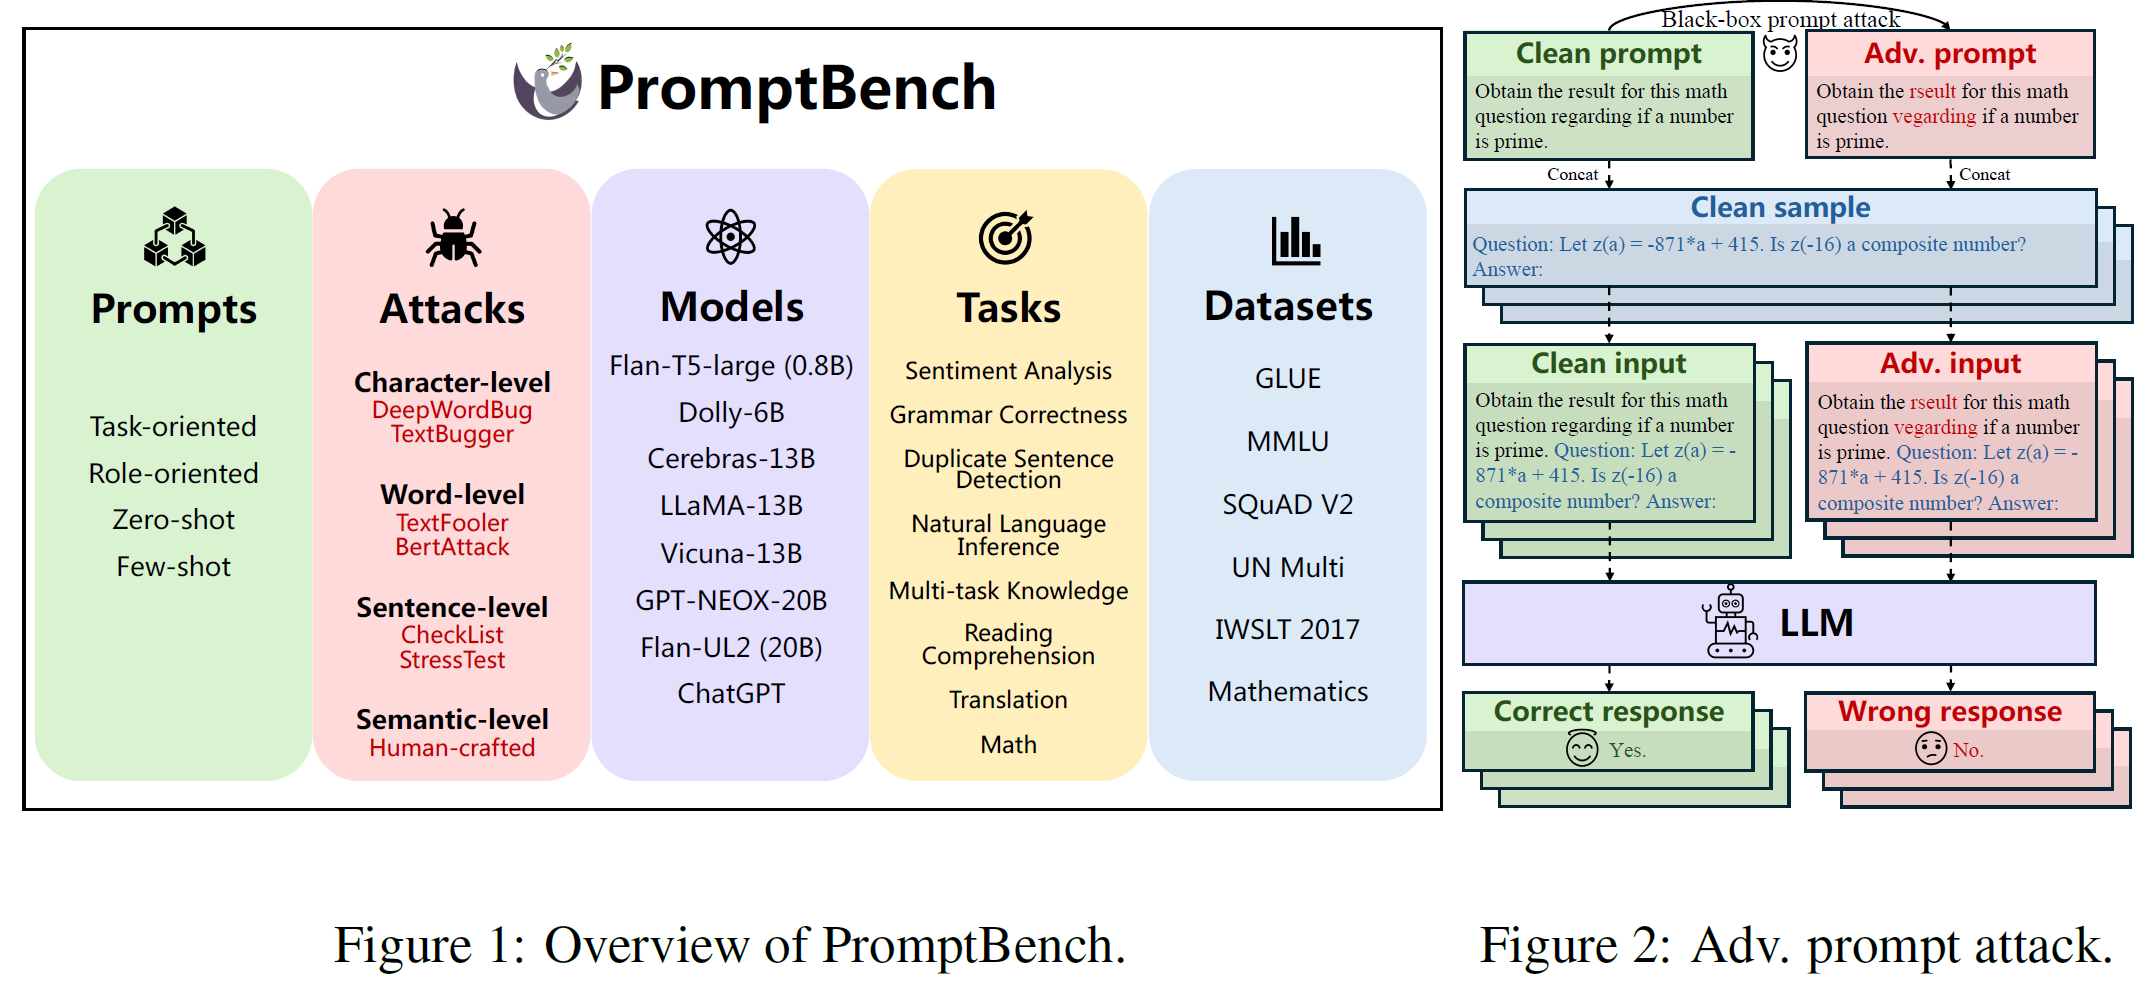 PromptBench
Prompts
Task-oriented
Role-oriented
Zero-shot
Few-shot
Attacks
Character-level
DeepWordBug
TextBugger
Word-level
TextFooler
BertAttack
Sentence-level
CheckList
StressTest
Semantic-level
Human-crafted
Models
Flan-T5-large (0.8B)
Dolly-6B
Cerebras-13B
LLaMA-13B
Vicuna-13B
GPT-NEOX-20B
Flan-UL2 (20B)
ChatGPT
Tasks
Sentiment Analysis
Grammar Correctness
Duplicate Sentence
Detection
Natural Language
Inference
Multi-task Knowledge
Reading
Comprehension
Translation
Math
Datasets
GLUE
MMLU
SQuAD V2
UN Multi
IWSLT 2017
Mathematics
Figure 1: Overview of PromptBench.
Black-box prompt attack
Clean prompt
Obtain the result for this math
question regarding if a number
is prime.
Adv. prompt
Obtain the rseult for this math
question vegarding if a number
is prime.
Concat
Concat
Clean sample
Question: Let z(a) = -871*a + 415. Is z(-16) a composite number?
Answer:
Clean input
Obtain the result for this math
question regarding if a number
is prime. Question: Let z(a) = -
871*a + 415. Is z(-16) a
composite number? Answer:
Adv. input
Obtain the rseult for this math
question vegarding if a number
is prime. Question: Let z(a) = -
871*a + 415. Is z(-16) a
composite number? Answer:
LLM
Correct response
Yes.
Wrong response
No.
Figure 2: Adv. prompt attack.